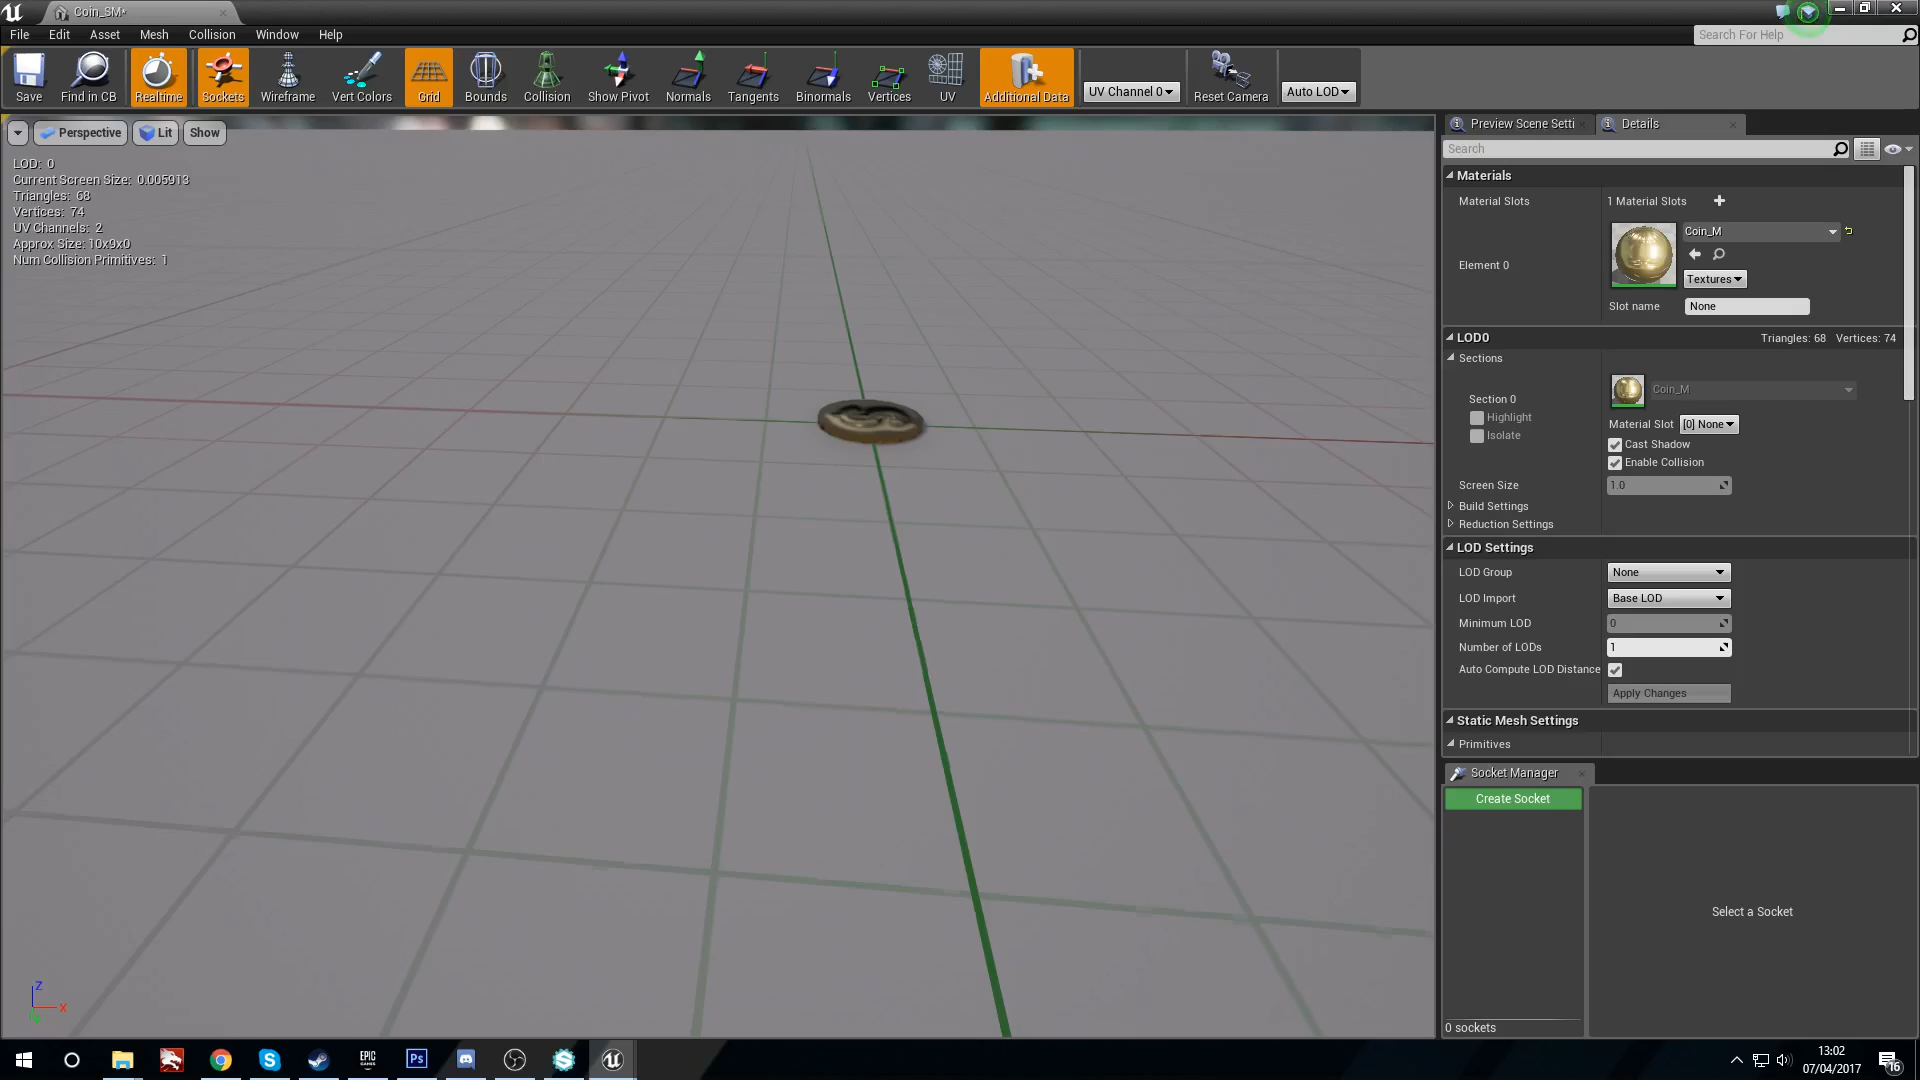 Coin_SM*
File Edit Asset Mesh Collision Window Help
Search For Help
Save Find in CB Realtime Sockets Wireframe Vert Colors Grid Bounds Collision Show Pivot Normals Tangents Binormals Vertices UV Additional Data UV Channel 0 Reset Camera Auto LOD
Perspective Lit Show
LOD: 0
Current Screen Size: 0.005913
Triangles: 68
Vertices: 74
UV Channels: 2
Approx Size: 10x9x0
Num Collision Primitives: 1
Z
X
Preview Scene Setti Details
Search
Materials
Material Slots 1 Material Slots
Coin_M
Element 0
Textures
Slot name None
LOD0 Triangles: 68 Vertices: 74
Sections
Coin_M
Section 0
Highlight
Isolate
Material Slot [0] None
Cast Shadow
Enable Collision
Screen Size 1.0
Build Settings
Reduction Settings
LOD Settings
LOD Group None
LOD Import Base LOD
Minimum LOD 0
Number of LODs 1
Auto Compute LOD Distance
Apply Changes
Static Mesh Settings
Primitives
Socket Manager
Create Socket
Select a Socket
0 sockets
EPIC GAMES
Ps
13:02
07/04/2017
16